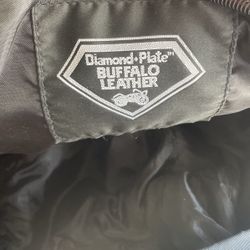 Diamond Plate™
BUFFALO
LEATHER